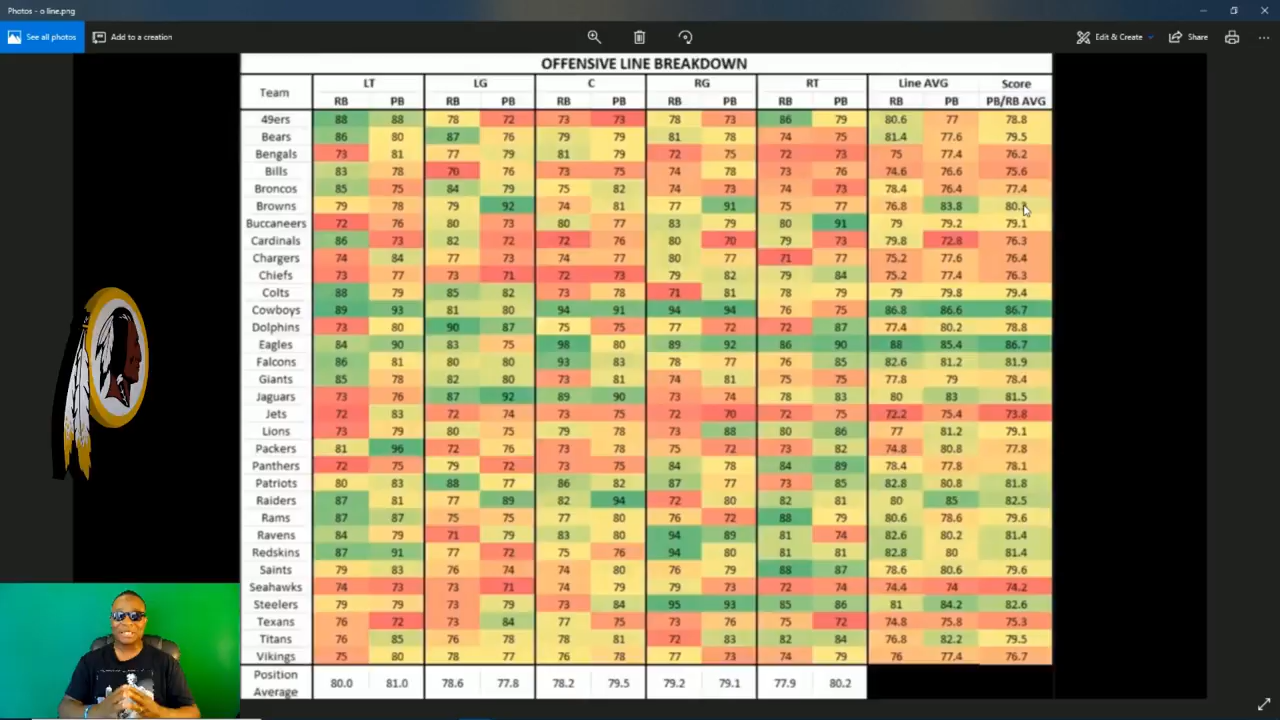 Photos - o line.png
See all photos Add to a creation Edit & Create Share
OFFENSIVE LINE BREAKDOWN
Team LT LG C RG RT Line AVG Score
RB PB RB PB RB PB RB PB RB PB RB PB PB/RB AVG
49ers 88 88 78 72 73 73 78 73 86 79 80.6 77 78.8
Bears 86 80 87 76 79 79 81 78 74 75 81.4 77.6 79.5
Bengals 73 81 77 79 81 79 72 75 72 73 75 77.4 76.2
Bills 83 78 70 76 73 75 74 78 73 76 74.6 76.6 75.6
Broncos 85 75 84 79 75 82 74 73 74 73 78.4 76.4 77.4
Browns 79 78 79 92 74 81 77 91 75 77 76.8 83.8
Buccaneers 72 76 80 73 80 77 83 79 80 91 79 79.2 79.1
Cardinals 86 73 82 72 72 76 80 70 79 73 79.8 72.8 76.3
Chargers 74 84 77 73 74 77 80 77 71 77 75.2 77.6 76.4
Chiefs 73 77 73 71 72 73 79 82 79 84 75.2 77.4 76.3
Colts 88 79 85 82 73 78 71 81 78 79 79 79.8 79.4
Cowboys 89 93 81 80 94 91 94 94 76 75 86.8 86.6 86.7
Dolphins 73 80 90 87 75 75 77 72 72 87 77.4 80.2 78.8
Eagles 84 90 83 75 98 80 89 92 86 90 88 85.4 86.7
Falcons 86 81 80 80 93 83 78 77 76 85 82.6 81.2 81.9
Giants 85 78 82 80 73 81 74 81 75 75 77.8 79 78.4
Jaguars 73 76 87 92 89 90 73 74 78 83 80 83 81.5
Jets 72 83 72 74 73 75 72 70 72 75 72.2 75.4 73.8
Lions 73 79 80 75 79 78 73 88 80 86 77 81.2 79.1
Packers 81 96 72 76 73 78 75 72 73 82 74.8 80.8 77.8
Panthers 72 75 79 72 73 75 84 78 84 89 78.4 77.8 78.1
Patriots 80 83 88 77 86 82 87 77 73 85 82.8 80.8 81.8
Raiders 87 81 77 89 82 94 72 80 82 81 80 85 82.5
Rams 87 87 75 75 77 80 76 72 88 79 80.6 78.6 79.6
Ravens 84 79 71 79 83 80 94 89 81 74 82.6 80.2 81.4
Redskins 87 91 77 72 75 76 94 80 81 81 82.8 80 81.4
Saints 79 76 76 74 74 80 76 79 88 87 78.6 80.6 79.6
Seahawks 74 73 73 71 74 79 79 73 72 74 74.4 74 74.2
Steelers 79 79 73 79 73 84 95 93 85 86 81 84.2 82.6
Texans 76 72 73 84 77 75 73 76 75 72 74.8 75.8 75.3
Titans 76 85 76 78 78 81 72 83 82 84 76.8 82.2 79.5
Vikings 75 80 78 77 76 78 77 73 74 79 76 77.4 76.7
Position
Average 80.0 81.0 78.6 77.8 78.2 79.5 79.2 79.1 77.9 80.2